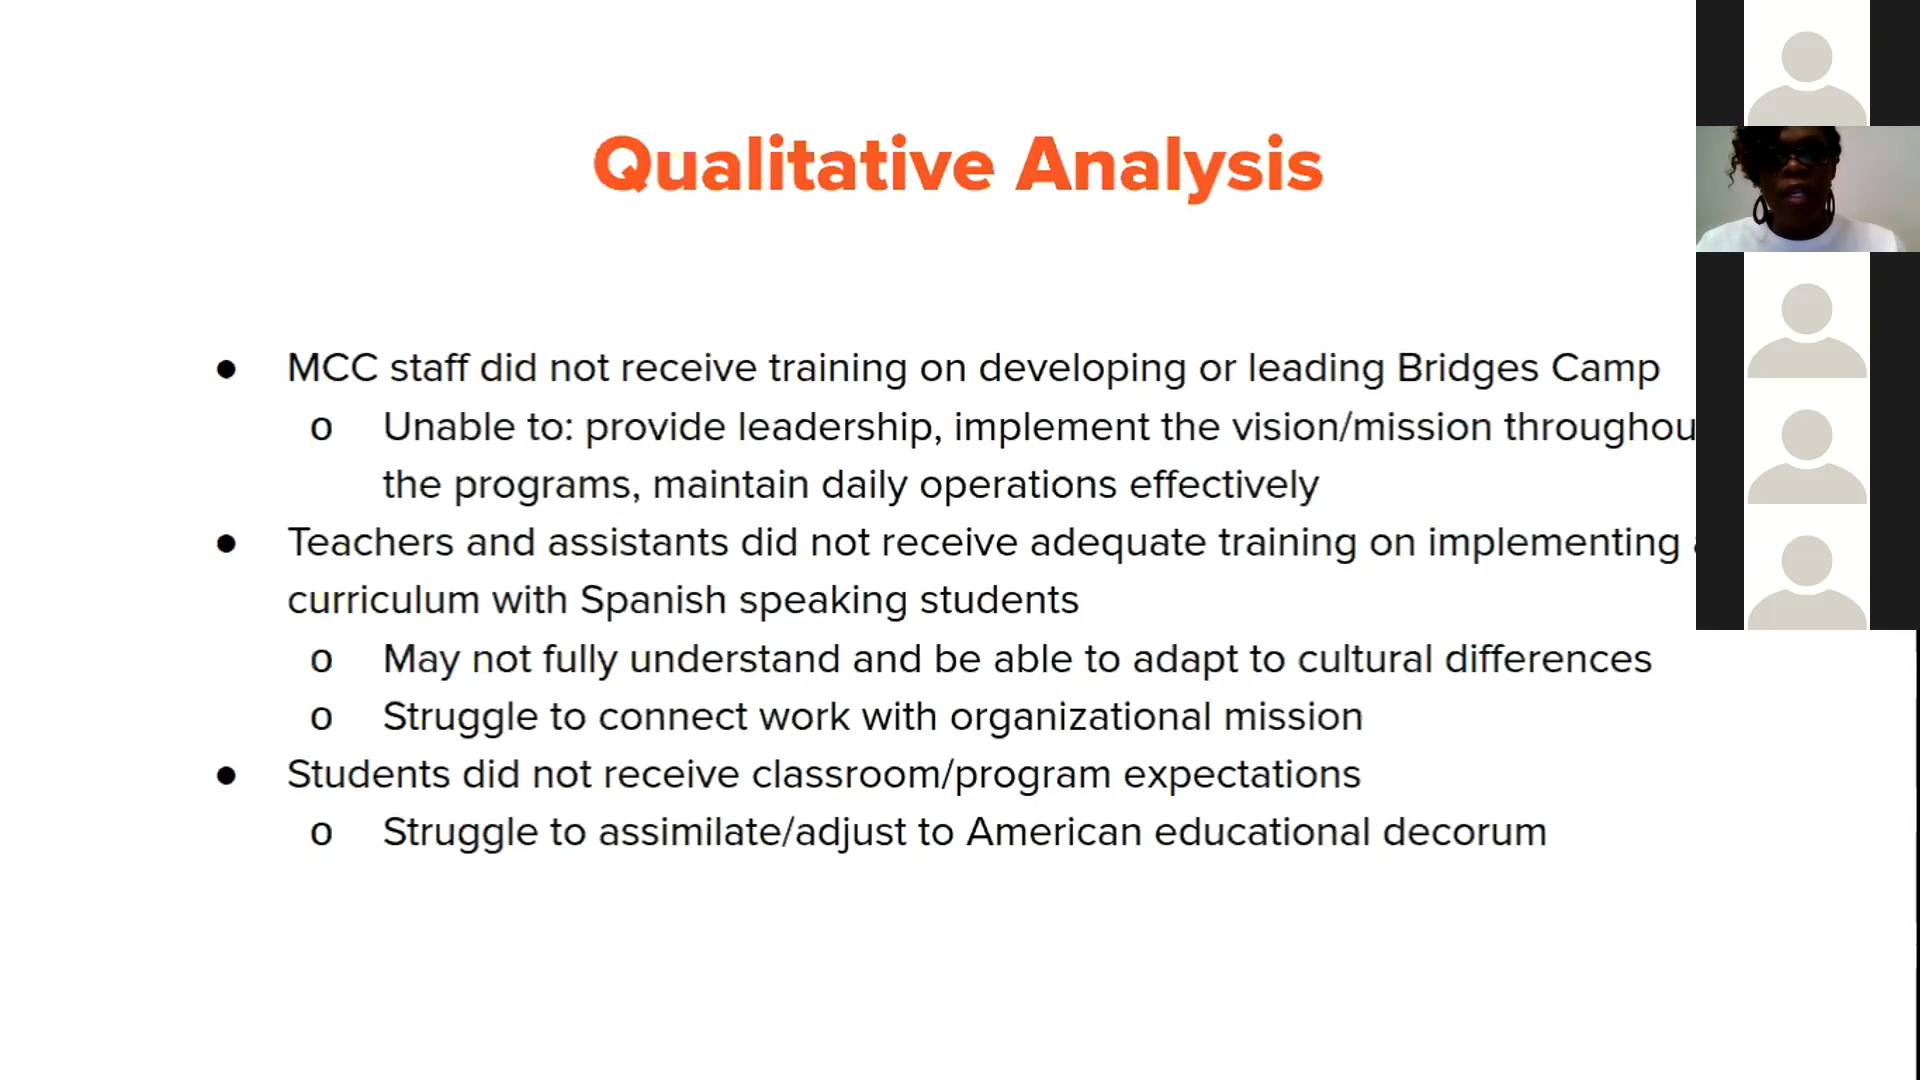 Qualitative Analysis
● MCC staff did not receive training on developing or leading Bridges Camp
o Unable to: provide leadership, implement the vision/mission throughou
the programs, maintain daily operations effectively
● Teachers and assistants did not receive adequate training on implementing
curriculum with Spanish speaking students
o May not fully understand and be able to adapt to cultural differences
o Struggle to connect work with organizational mission
● Students did not receive classroom/program expectations
o Struggle to assimilate/adjust to American educational decorum